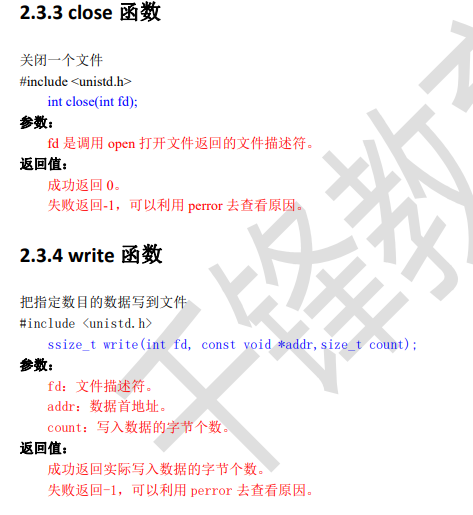 2.3.3 close 函数
关闭一个文件
#include <unistd.h>
int close(int fd);
参数：
fd 是调用 open 打开文件返回的文件描述符。
返回值：
成功返回 0。
失败返回-1，可以利用 perror 去查看原因。
2.3.4 write 函数
把指定数目的数据写到文件
#include <unistd.h>
ssize_t write(int fd, const void *addr,size_t count);
参数：
fd：文件描述符。
addr：数据首地址。
count：写入数据的字节个数。
返回值：
成功返回实际写入数据的字节个数。
失败返回-1，可以利用 perror 去查看原因。
千锋教